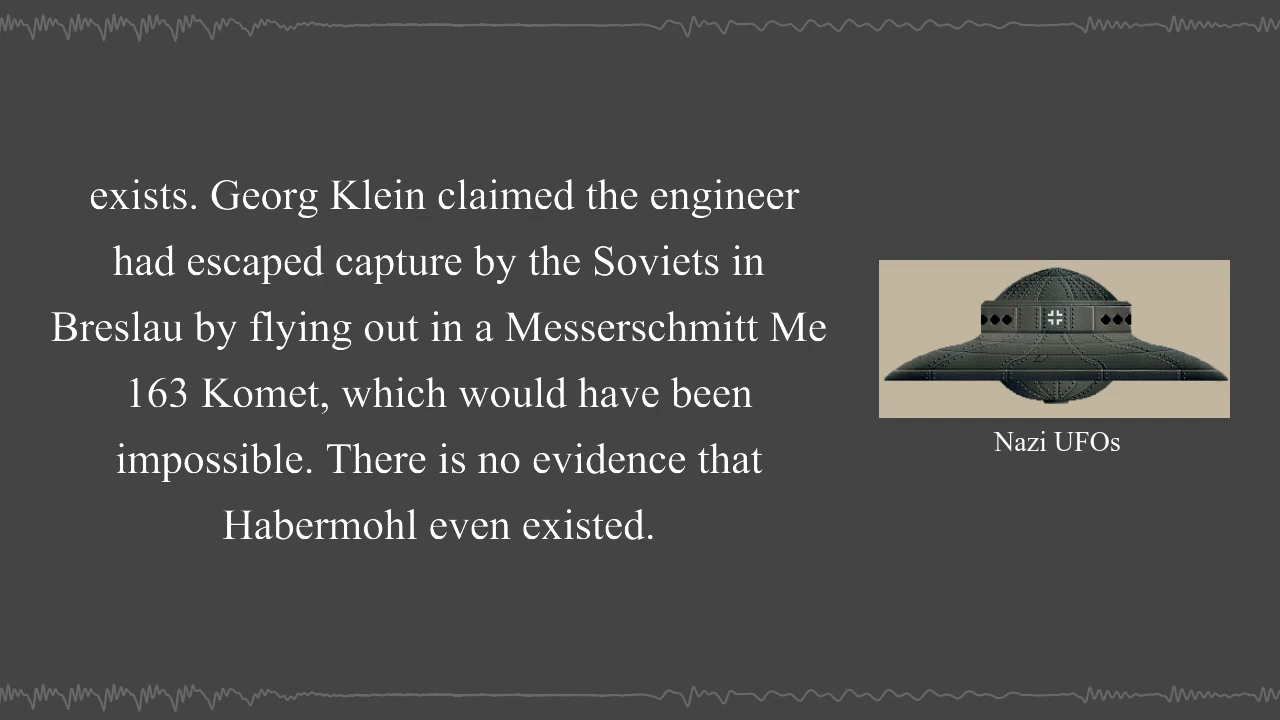 exists. Georg Klein claimed the engineer
had escaped capture by the Soviets in
Breslau by flying out in a Messerschmitt Me
163 Komet, which would have been
impossible. There is no evidence that
Habermohl even existed.
Nazi UFOs